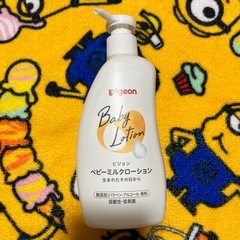 Pigeon
Baby
Lotion
ピジョン
ベビーミルクローション
生まれたその日から
無添加(パラベン・アルコール・香料)
弱酸性・低刺激